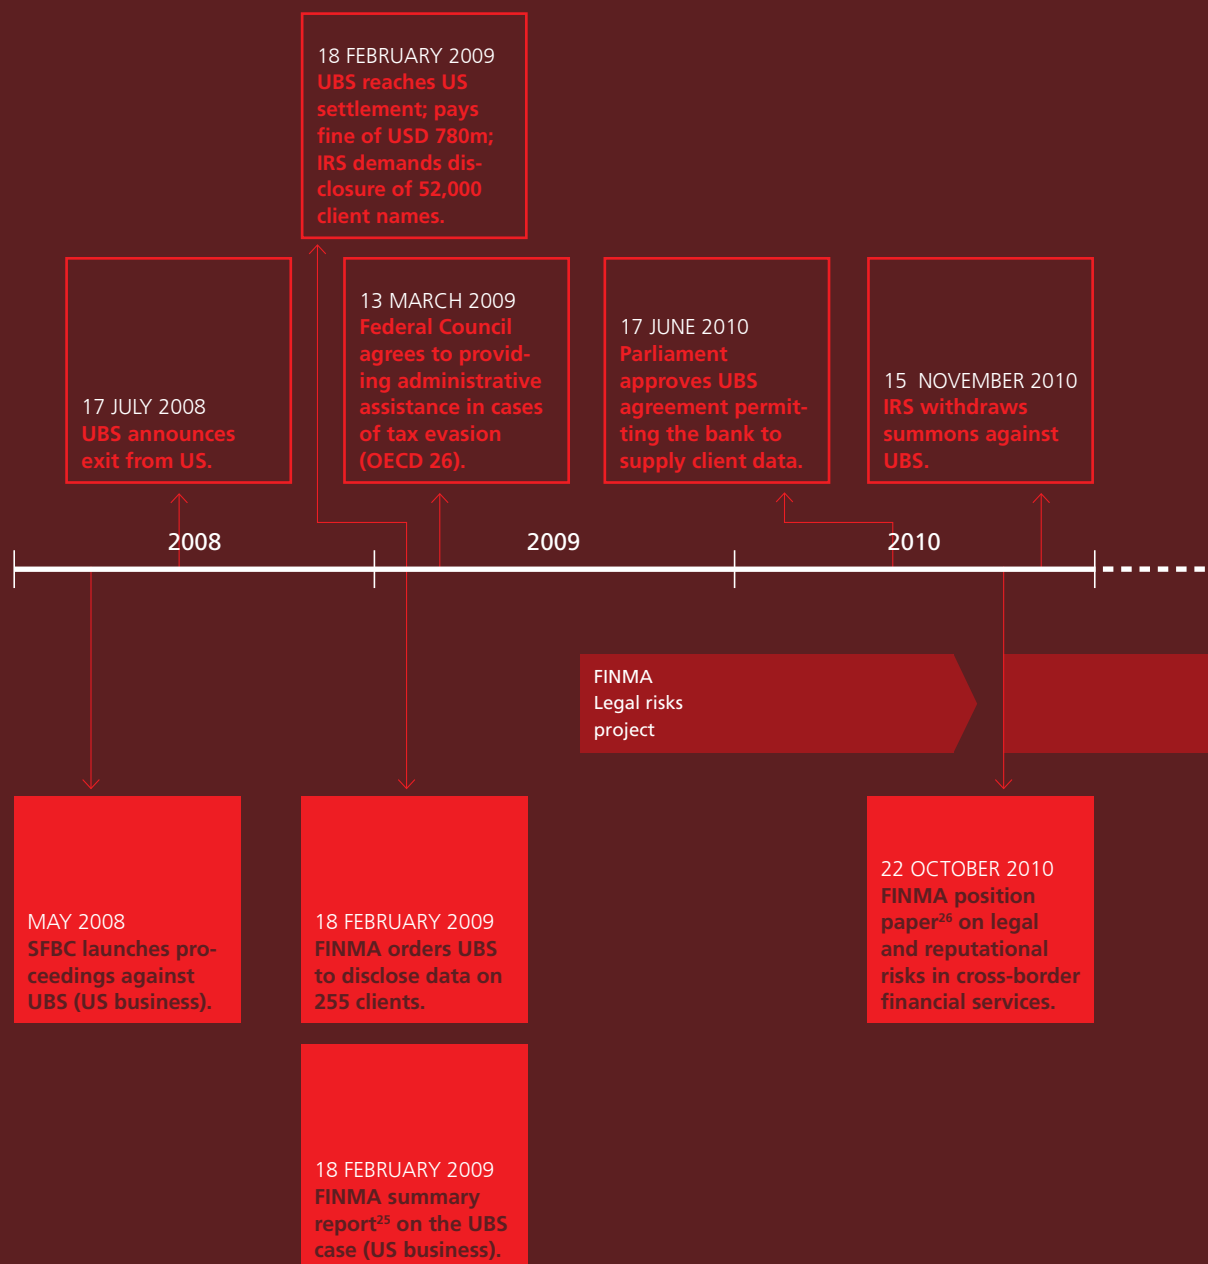 18 FEBRUARY 2009
UBS reaches US
settlement; pays
fine of USD 780m;
IRS demands dis-
closure of 52,000
client names.
17 JULY 2008
UBS announces
exit from US.
13 MARCH 2009
Federal Council
agrees to provid-
ing administrative
assistance in cases
of tax evasion
(OECD 26).
17 JUNE 2010
Parliament
approves UBS
agreement permit-
ting the bank to
supply client data.
15 NOVEMBER 2010
IRS withdraws
summons against
UBS.
2008
2009
2010
FINMA
Legal risks
project
MAY 2008
SFBC launches pro-
ceedings against
UBS (US business).
18 FEBRUARY 2009
FINMA orders UBS
to disclose data on
255 clients.
22 OCTOBER 2010
FINMA position
paper²⁶ on legal
and reputational
risks in cross-border
financial services.
18 FEBRUARY 2009
FINMA summary
report²⁵ on the UBS
case (US business).